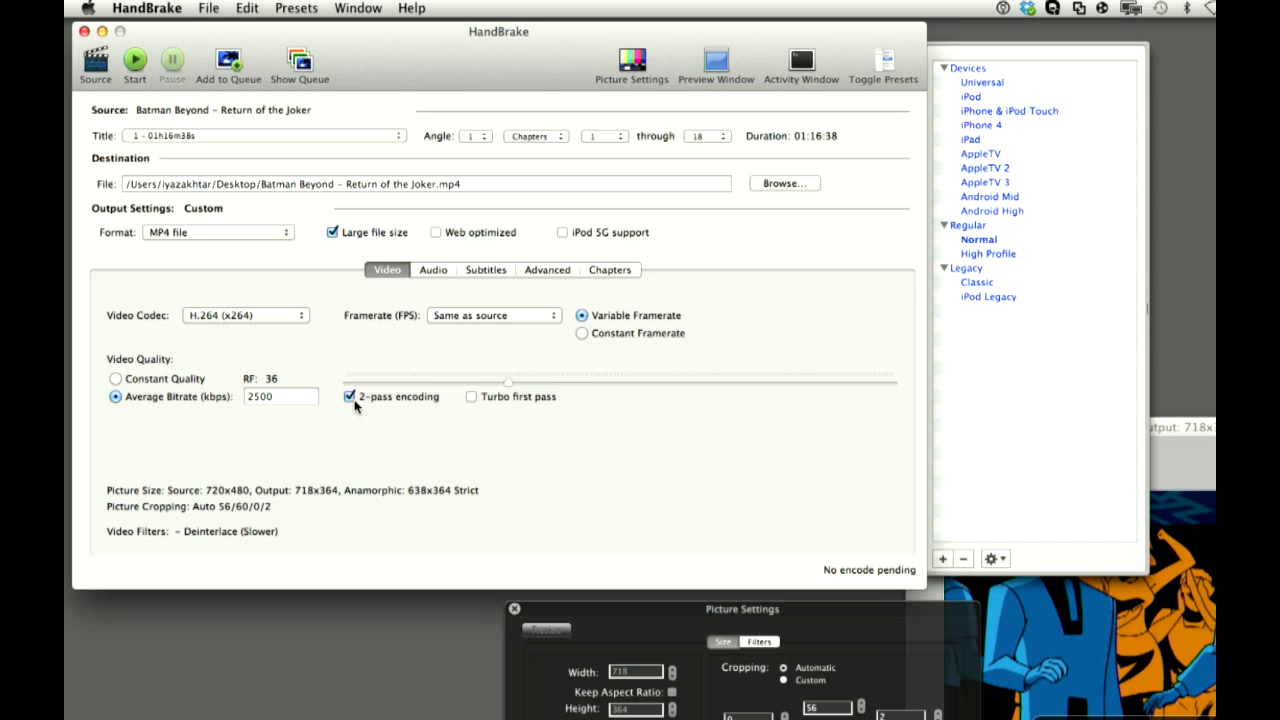 HandBrake File Edit Presets Window Help
HandBrake
Source Start Pause Add to Queue Show Queue Picture Settings Preview Window Activity Window Toggle Presets
Source: Batman Beyond - Return of the Joker
Title: 1 - 01h16m38s Angle: 1 Chapters 1 through 18 Duration: 01:16:38
Destination
File: /Users/iyazakhtar/Desktop/Batman Beyond - Return of the Joker.mp4 Browse...
Output Settings: Custom
Format: MP4 file Large file size Web optimized iPod 5G support
Video Audio Subtitles Advanced Chapters
Video Codec: H.264 (x264) Framerate (FPS): Same as source Variable Framerate
Constant Framerate
Video Quality:
Constant Quality RF: 36
Average Bitrate (kbps): 2500 2-pass encoding Turbo first pass
Picture Size: Source: 720x480, Output: 718x364, Anamorphic: 638x364 Strict
Picture Cropping: Auto 56/60/0/2
Video Filters: - Deinterlace (Slower)
No encode pending
Devices
Universal
iPod
iPhone & iPod Touch
iPhone 4
iPad
AppleTV
AppleTV 2
AppleTV 3
Android Mid
Android High
Regular
Normal
High Profile
Legacy
Classic
iPod Legacy
Picture Settings
Size Filters
Width: 718 Cropping: Automatic
Keep Aspect Ratio: Custom
Height: 364 56
0 2